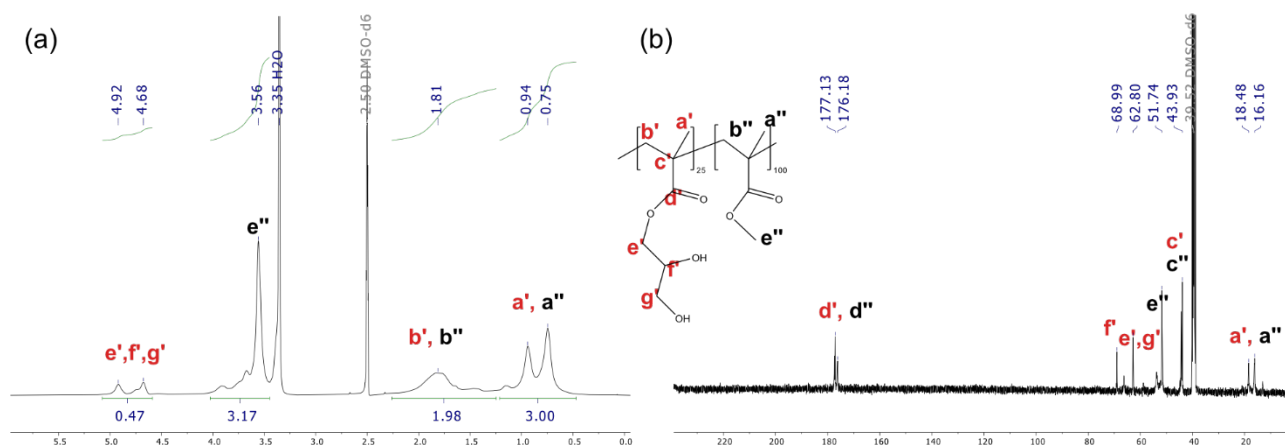 (a)
4.92
4.68
3.56
3.35 H2O
2.50 DMSO-d6
1.81
0.94
0.75
e"
e',f',g'
b', b"
a', a"
0.47
3.17
1.98
3.00
5.5 5.0 4.5 4.0 3.5 3.0 2.5 2.0 1.5 1.0 0.5 0.0
(b)
177.13
176.18
68.99
62.80
51.74
43.93
39.52 DMSO-d6
18.48
16.16
b' a' b" a"
c' 25 100
d' O O
O O
e' e"
f' OH
g'
OH
d', d"
f' e', g' e"
c'
c"
a', a"
220 200 180 160 140 120 100 80 60 40 20